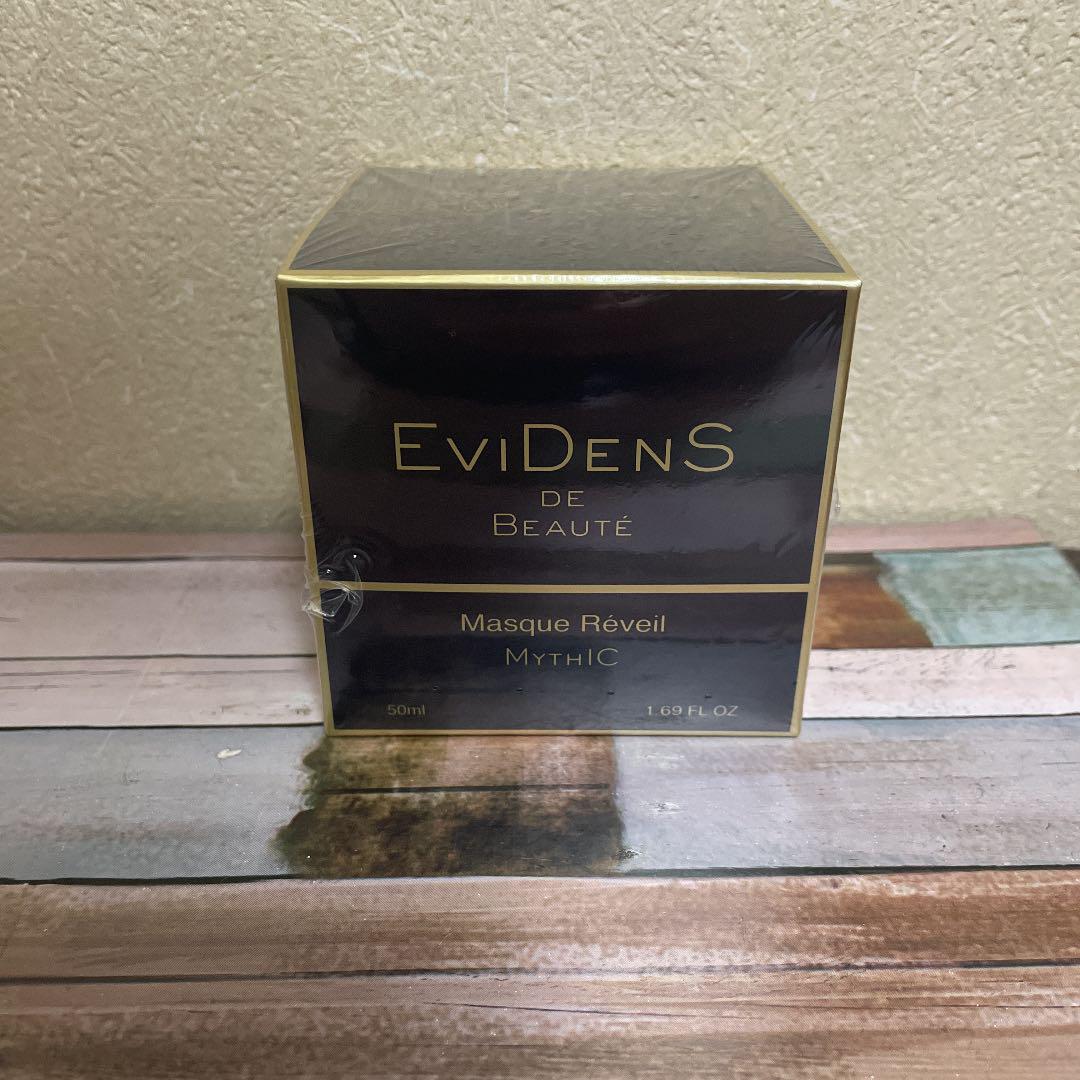 EviDenS
de
Beauté
Masque Réveil
MythIC
50ml 1.69 FL OZ